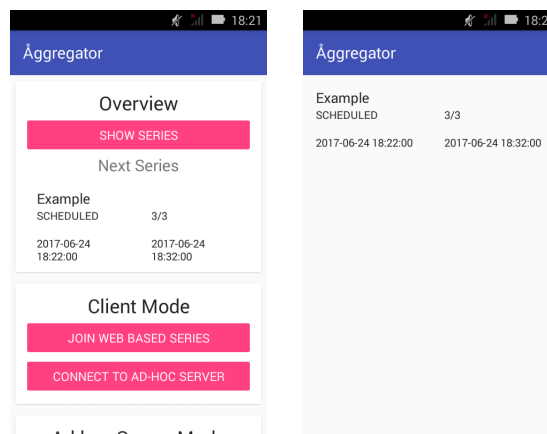 18:21
Åggregator
Overview
SHOW SERIES
Next Series
Example
SCHEDULED 3/3
2017-06-24 18:22:00 2017-06-24 18:32:00
Client Mode
JOIN WEB BASED SERIES
CONNECT TO AD-HOC SERVER
18:2
Åggregator
Example
SCHEDULED 3/3
2017-06-24 18:22:00 2017-06-24 18:32:00